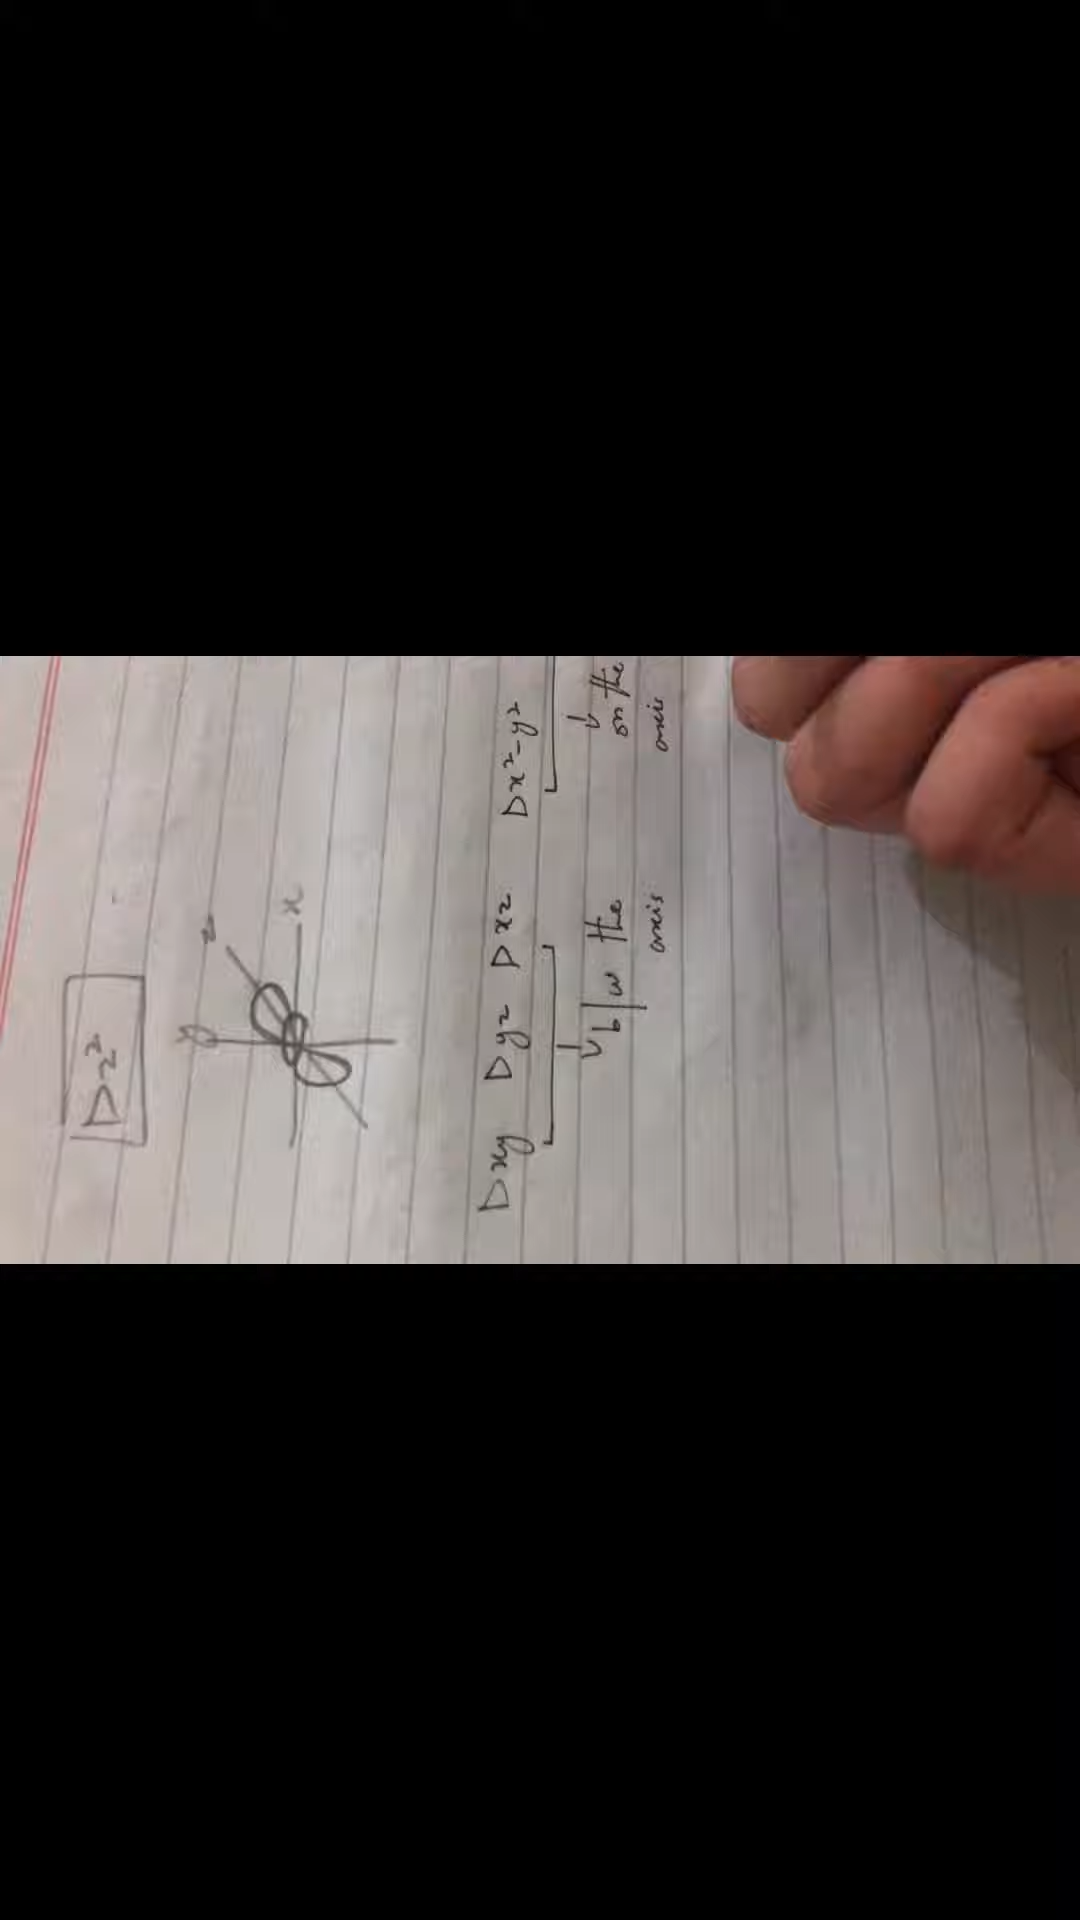 Dz²
y
z
x
Dxy Dyz Dxz Dx²-y²
b/w the on the
axis axis